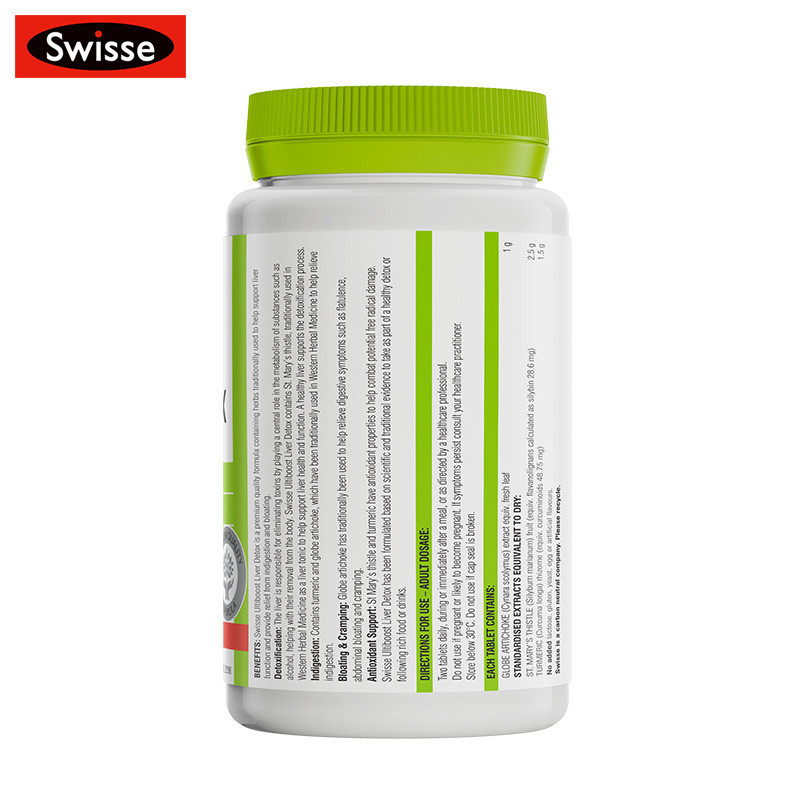 Swisse
BENEFITS: Swisse Ultiboost Liver Detox is a premium quality formula containing herbs traditionally used to help support liver
function and provide relief from indigestion and bloating.
Detoxification: The liver is responsible for eliminating toxins by playing a central role in the metabolism of substances such as
alcohol, helping with their removal from the body. Swisse Ultiboost Liver Detox contains St. Mary's thistle, traditionally used in
Western Herbal Medicine as a liver tonic to help support liver health and function. A healthy liver supports the detoxification process.
Indigestion: Contains turmeric and globe artichoke, which have been traditionally used in Western Herbal Medicine to help relieve
indigestion.
Bloating & Cramping: Globe artichoke has traditionally been used to help relieve digestive symptoms such as flatulence,
abdominal bloating and cramping.
Antioxidant Support: St Mary's thistle and turmeric have antioxidant properties to help combat potential free radical damage.
Swisse Ultiboost Liver Detox has been formulated based on scientific and traditional evidence to take as part of a healthy detox or
following rich food or drinks.
DIRECTIONS FOR USE – ADULT DOSAGE:
Two tablets daily, during or immediately after a meal, or as directed by a healthcare professional.
Do not use if pregnant or likely to become pregnant. If symptoms persist consult your healthcare practitioner.
Store below 30°C. Do not use if cap seal is broken.
EACH TABLET CONTAINS:
GLOBE ARTICHOKE (Cynara scolymus) extract equiv. fresh leaf 1 g
STANDARDISED EXTRACTS EQUIVALENT TO DRY:
ST. MARY'S THISTLE (Silybum marianum) fruit (equiv. flavanolignans calculated as silybin 28.6 mg) 2.5 g
TURMERIC (Curcuma longa) rhizome (equiv. curcuminoids 48.75 mg) 1.5 g
No added lactose, gluten, yeast, egg or artificial flavours.
Swisse is a carbon neutral company. Please recycle.